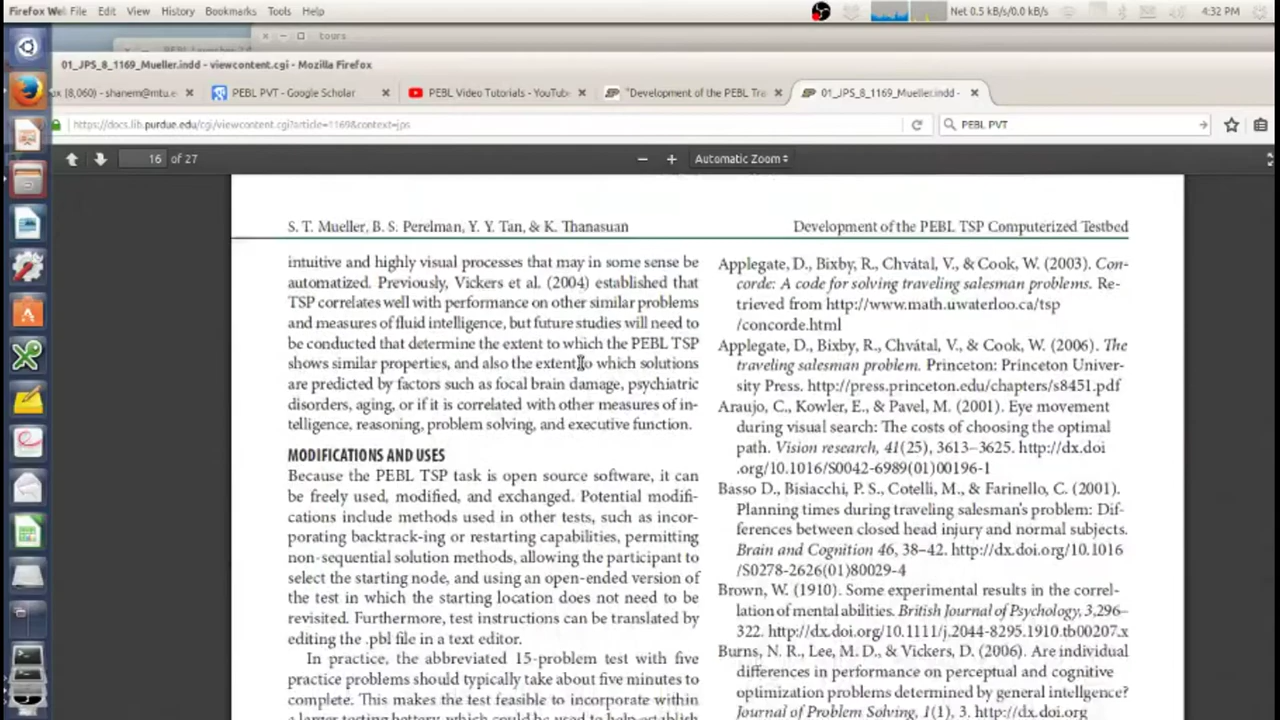 Firefox We File Edit View History Bookmarks Tools Help
Net 0.5 kB/s/0.0 kB/s
4:32 PM
tours
01_JPS_8_1169_Mueller.indd - viewcontent.cgi - Mozilla Firefox
ox (8,060) - shanem@mtu.e
PEBL PVT - Google Scholar
PEBL Video Tutorials - YouTub
"Development of the PEBL Tra
01_JPS_8_1169_Mueller.indd -
https://docs.lib.purdue.edu/cgi/viewcontent.cgi?article=1169&context=jps
PEBL PVT
16 of 27
Automatic Zoom
S. T. Mueller, B. S. Perelman, Y. Y. Tan, & K. Thanasuan
Development of the PEBL TSP Computerized Testbed
intuitive and highly visual processes that may in some sense be
automatized. Previously, Vickers et al. (2004) established that
TSP correlates well with performance on other similar problems
and measures of fluid intelligence, but future studies will need to
be conducted that determine the extent to which the PEBL TSP
shows similar properties, and also the extent to which solutions
are predicted by factors such as focal brain damage, psychiatric
disorders, aging, or if it is correlated with other measures of in-
telligence, reasoning, problem solving, and executive function.
MODIFICATIONS AND USES
Because the PEBL TSP task is open source software, it can
be freely used, modified, and exchanged. Potential modifi-
cations include methods used in other tests, such as incor-
porating backtrack-ing or restarting capabilities, permitting
non-sequential solution methods, allowing the participant to
select the starting node, and using an open-ended version of
the test in which the starting location does not need to be
revisited. Furthermore, test instructions can be translated by
editing the .pbl file in a text editor.
In practice, the abbreviated 15-problem test with five
practice problems should typically take about five minutes to
complete. This makes the test feasible to incorporate within
a larger testing battery, which could be used to help establish
Applegate, D., Bixby, R., Chvátal, V., & Cook, W. (2003). Con-
corde: A code for solving traveling salesman problems. Re-
trieved from http://www.math.uwaterloo.ca/tsp
/concorde.html
Applegate, D., Bixby, R., Chvátal, V., & Cook, W. (2006). The
traveling salesman problem. Princeton: Princeton Univer-
sity Press. http://press.princeton.edu/chapters/s8451.pdf
Araujo, C., Kowler, E., & Pavel, M. (2001). Eye movement
during visual search: The costs of choosing the optimal
path. Vision research, 41(25), 3613–3625. http://dx.doi
.org/10.1016/S0042-6989(01)00196-1
Basso D., Bisiacchi, P. S., Cotelli, M., & Farinello, C. (2001).
Planning times during traveling salesman's problem: Dif-
ferences between closed head injury and normal subjects.
Brain and Cognition 46, 38–42. http://dx.doi.org/10.1016
/S0278-2626(01)80029-4
Brown, W. (1910). Some experimental results in the correl-
lation of mental abilities. British Journal of Psychology, 3,296–
322. http://dx.doi.org/10.1111/j.2044-8295.1910.tb00207.x
Burns, N. R., Lee, M. D., & Vickers, D. (2006). Are individual
differences in performance on perceptual and cognitive
optimization problems determined by general intellgence?
Journal of Problem Solving, 1(1), 3. http://dx.doi.org